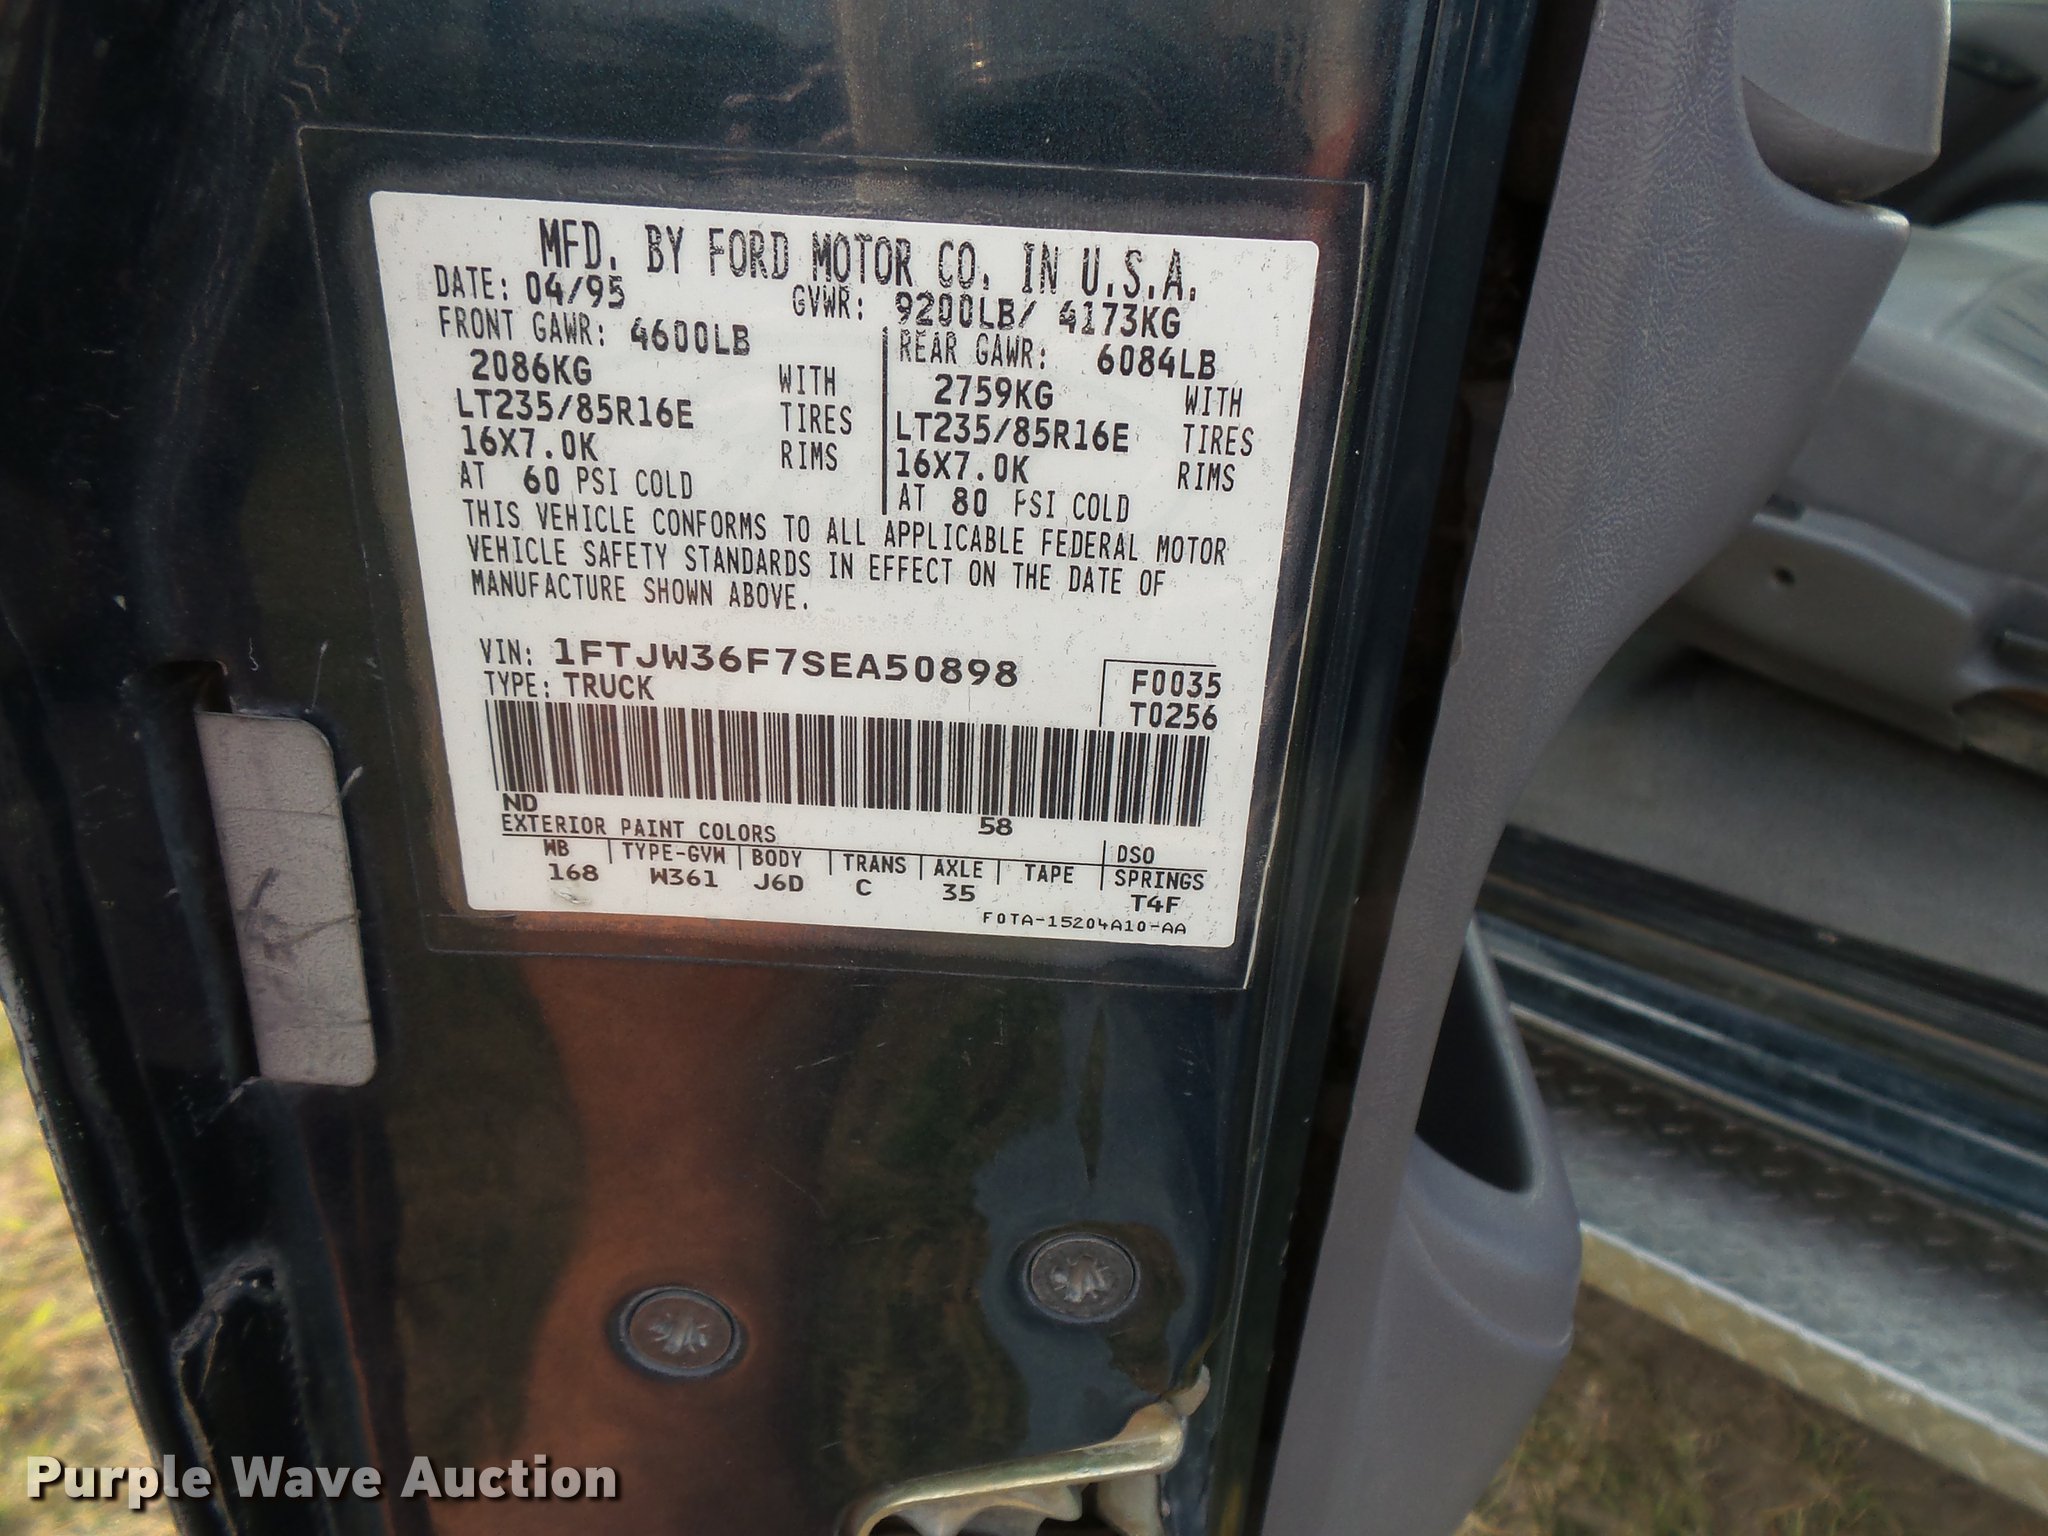 MFD. BY FORD MOTOR CO. IN U.S.A.
DATE: 04/95 GVWR: 9200LB/ 4173KG
FRONT GAWR: 4600LB REAR GAWR: 6084LB
2086KG WITH 2759KG WITH
LT235/85R16E TIRES LT235/85R16E TIRES
16X7.0K RIMS 16X7.0K RIMS
AT 60 PSI COLD AT 80 PSI COLD
THIS VEHICLE CONFORMS TO ALL APPLICABLE FEDERAL MOTOR
VEHICLE SAFETY STANDARDS IN EFFECT ON THE DATE OF
MANUFACTURE SHOWN ABOVE.
VIN: 1FTJW36F7SEA50898 F0035
TYPE: TRUCK T0256
ND 58
EXTERIOR PAINT COLORS DSO
WB TYPE-GVW BODY TRANS AXLE TAPE SPRINGS
168 W361 J6D C 35 T4F
F0TA-15204A10-AA
Purple Wave Auction